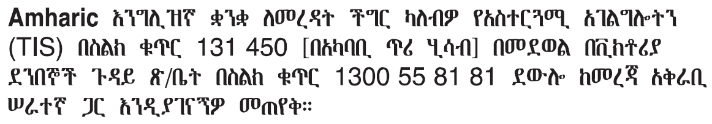 Amharic እንግሊዝኛ ቋንቋ ለመረዳት ችግር ካለብዎ የአስተርጓሚ አገልግሎትን
(TIS) በስልክ ቁጥር 131 450 [በአካባቢ ጥሪ ሂሳብ] በመደወል በቪክቶሪያ
ደንበኞች ጉዳይ ጽ/ቤት በስልክ ቁጥር 1300 55 81 81 ደውሎ ከመረጃ አቅራቢ
ሠራተኛ ጋር እንዲያገናኝዎ መጠየቅ።